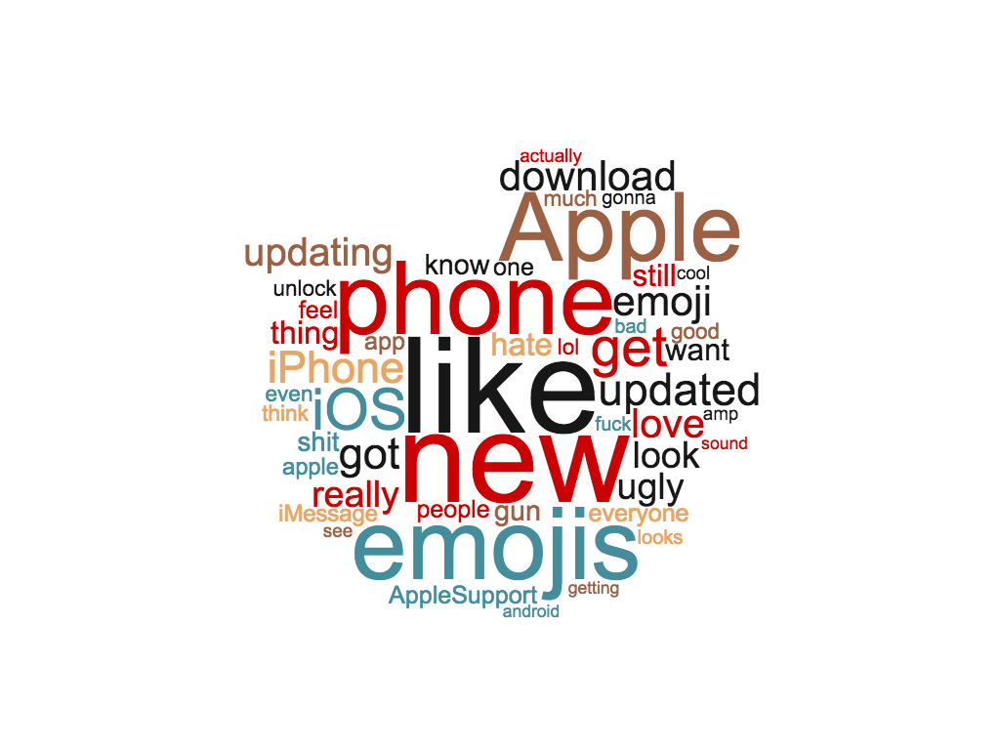 actually
download
much gonna
Apple
updating
know one
still cool
unlock
phone
emoji
feel
thing
bad good
app
hate lol
get want
iPhone
like
even
iOS
updated
think
amp
fuck love
shit
got
look sound
apple
new
ugly
really
iMessage
people gun everyone
see
emojis
looks
AppleSupport
getting
android